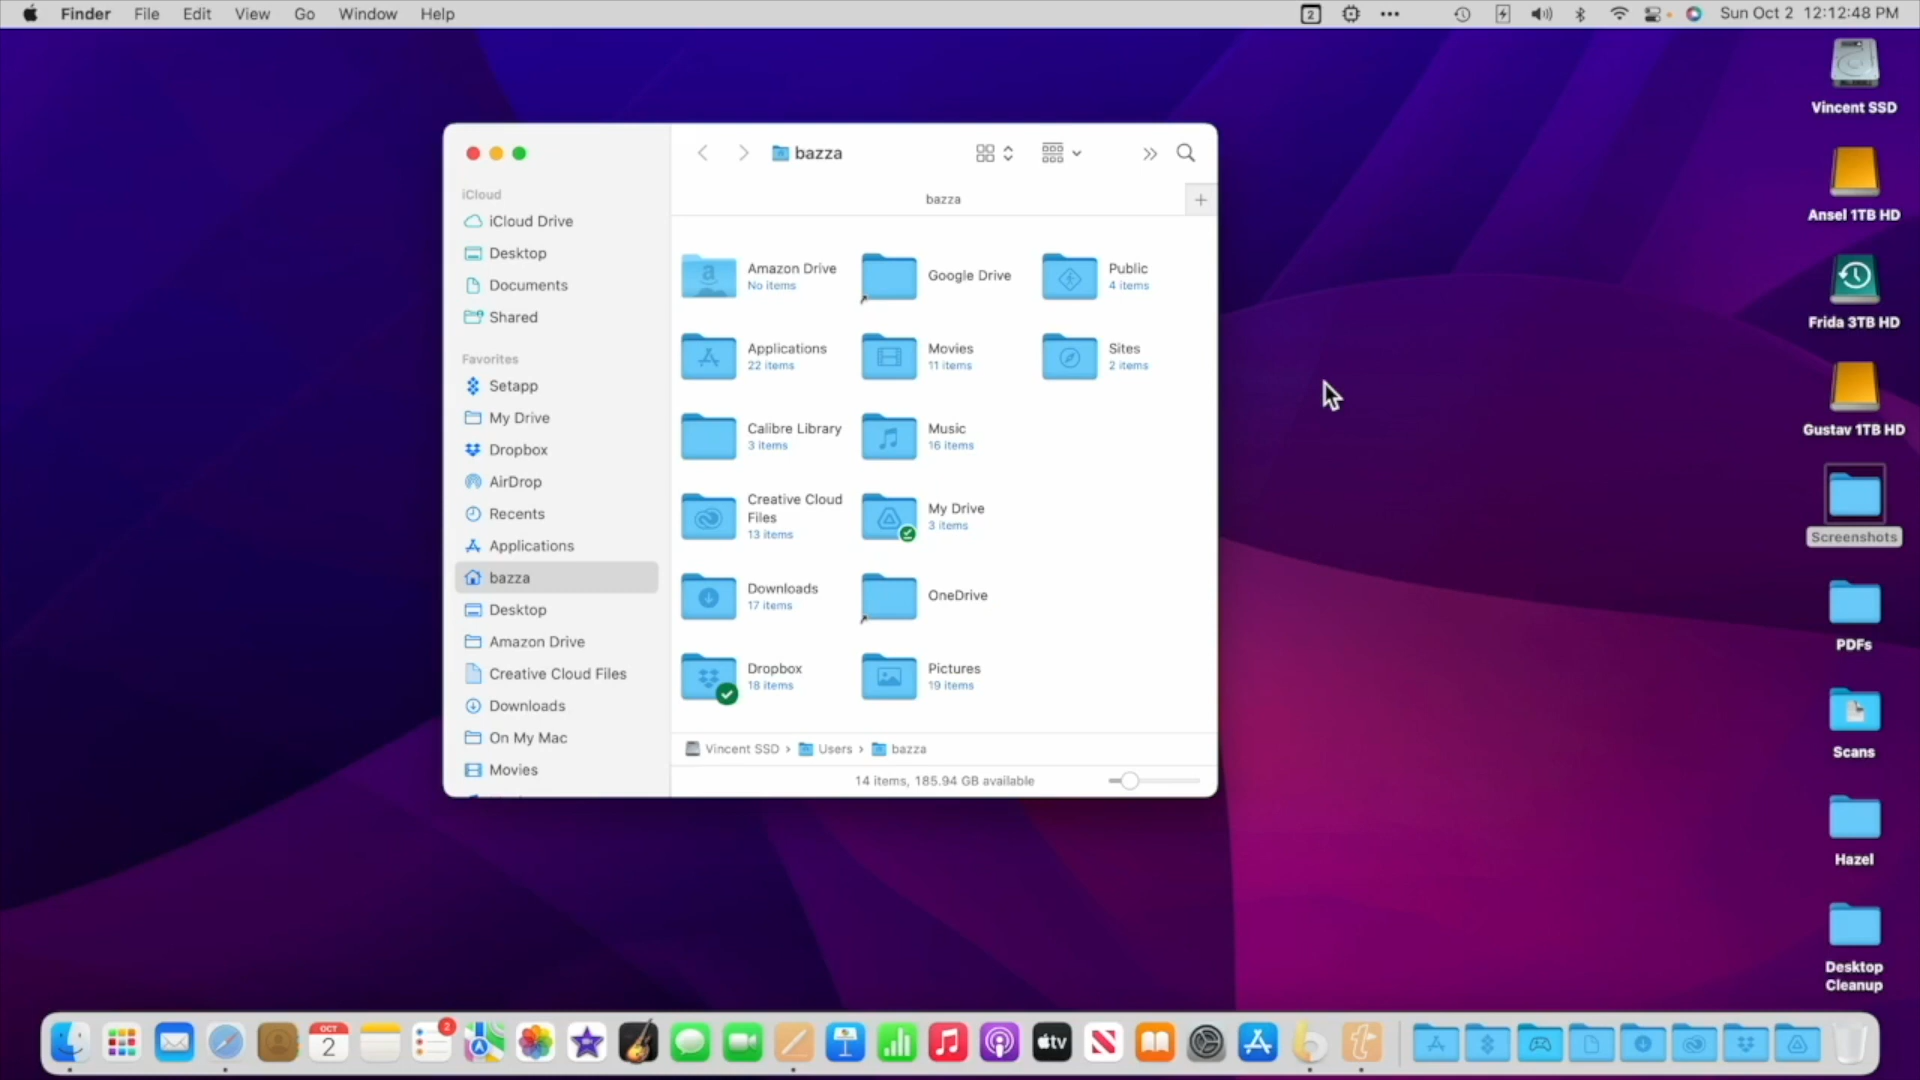 Finder File Edit View Go Window Help
2
Sun Oct 2 12:12:48 PM
bazza
bazza
iCloud
iCloud Drive
Desktop
Documents
Shared
Favorites
Setapp
My Drive
Dropbox
AirDrop
Recents
Applications
bazza
Desktop
Amazon Drive
Creative Cloud Files
Downloads
On My Mac
Movies
Amazon Drive
No items
Google Drive
Public
4 items
Applications
22 items
Movies
11 items
Sites
2 items
Calibre Library
3 items
Music
16 items
Creative Cloud
Files
13 items
My Drive
3 items
Downloads
17 items
OneDrive
Dropbox
18 items
Pictures
19 items
Vincent SSD › Users › bazza
14 items, 185.94 GB available
Vincent SSD
Ansel 1TB HD
Frida 3TB HD
Gustav 1TB HD
Screenshots
PDFs
Scans
Hazel
Desktop
Cleanup
OCT
2
2
tv